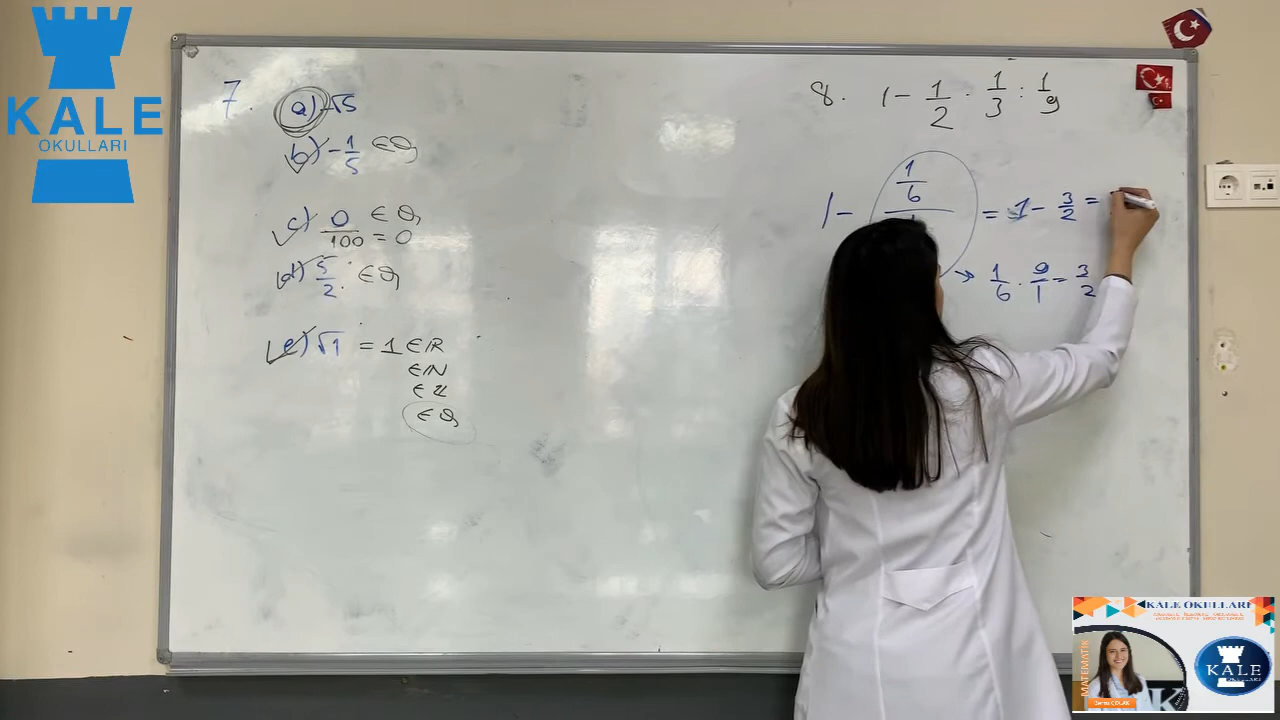 KALE
OKULLARI
7.
a) √5
b) -1/5 ∈Q
c) 0/100 = 0 ∈Q
d) 5/2 ∈Q
e) √1 = 1 ∈ℝ
∈ℕ
∈ℤ
∈Q
8. 1 - 1/2 · 1/3 : 1/9
1 - 1/6 = 1 - 3/2 =
→ 1/6 · 9/1 = 3/2
KALE OKULLARI
MATEMATİK
KALE